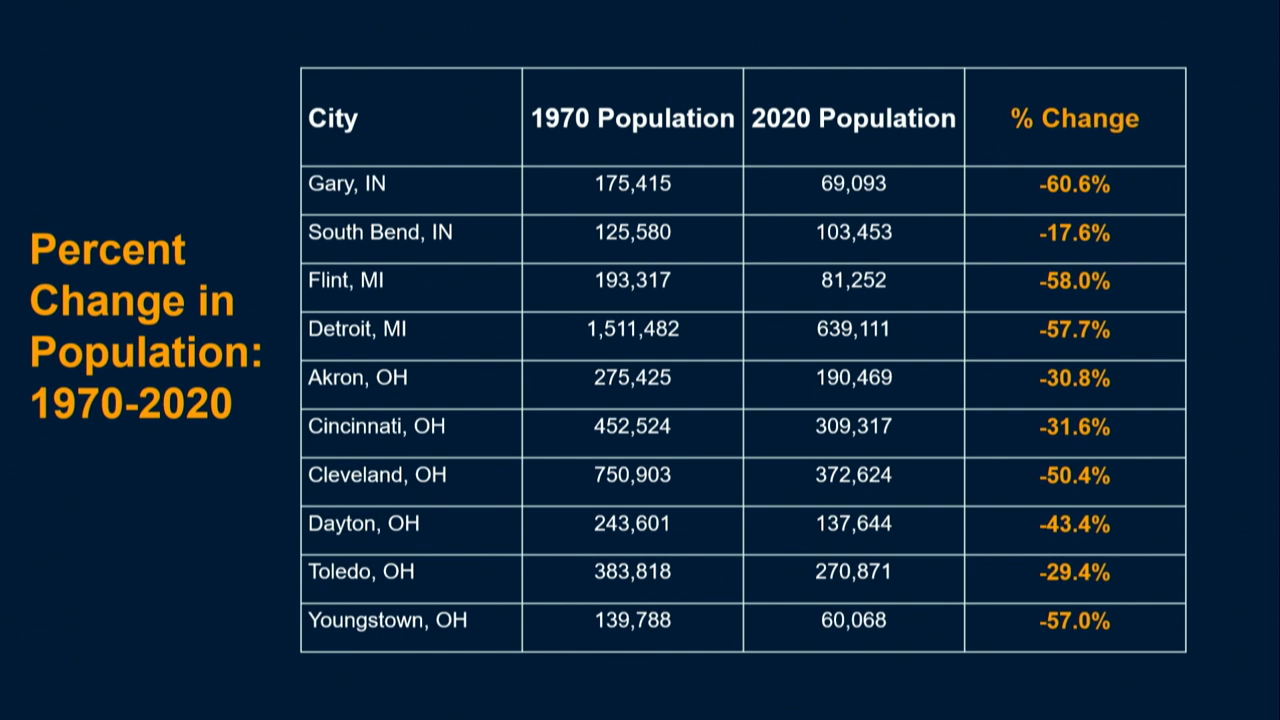 Percent
Change in
Population:
1970-2020
City 1970 Population 2020 Population % Change
Gary, IN 175,415 69,093 -60.6%
South Bend, IN 125,580 103,453 -17.6%
Flint, MI 193,317 81,252 -58.0%
Detroit, MI 1,511,482 639,111 -57.7%
Akron, OH 275,425 190,469 -30.8%
Cincinnati, OH 452,524 309,317 -31.6%
Cleveland, OH 750,903 372,624 -50.4%
Dayton, OH 243,601 137,644 -43.4%
Toledo, OH 383,818 270,871 -29.4%
Youngstown, OH 139,788 60,068 -57.0%